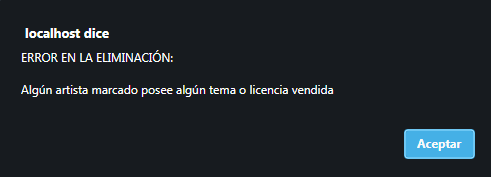 localhost dice
ERROR EN LA ELIMINACIÓN:
Algún artista marcado posee algún tema o licencia vendida
Aceptar